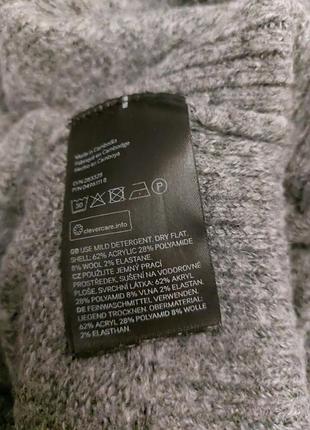 Made in Cambodia
Fabriqué au Cambodge
Hecho en Camboya
30
P
clevercare.info
GB USE MILD DETERGENT. DRY FLAT.
SHELL: 62% ACRYLIC 28% POLYAMIDE
8% WOOL 2% ELASTANE.
CZ POUŽIJTE JEMNÝ PRACÍ
PROSTŘEDEK, SUŠENÍ NA VODOROVNÉ
PLOŠE. SVRCHNÍ LÁTKA: 62% AKRYL
28% POLYAMID 8% VLNA 2% ELASTAN.
DE FEINWASCHMITTEL VERWENDEN.
LIEGEND TROCKNEN. OBERMATERIAL:
62% ACRYL 28% POLYAMID 8% WOLLE
2% ELASTHAN.